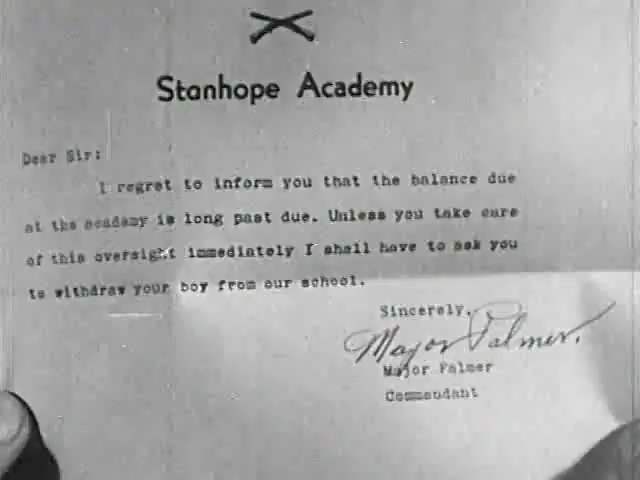 Stanhope Academy
Dear Sir:
I regret to inform you that the balance due
at the academy is long past due. Unless you take care
of this oversight immediately I shall have to ask you
to withdraw your boy from our school.
Sincerely,
Major Palmer.
Major Palmer
Commandant